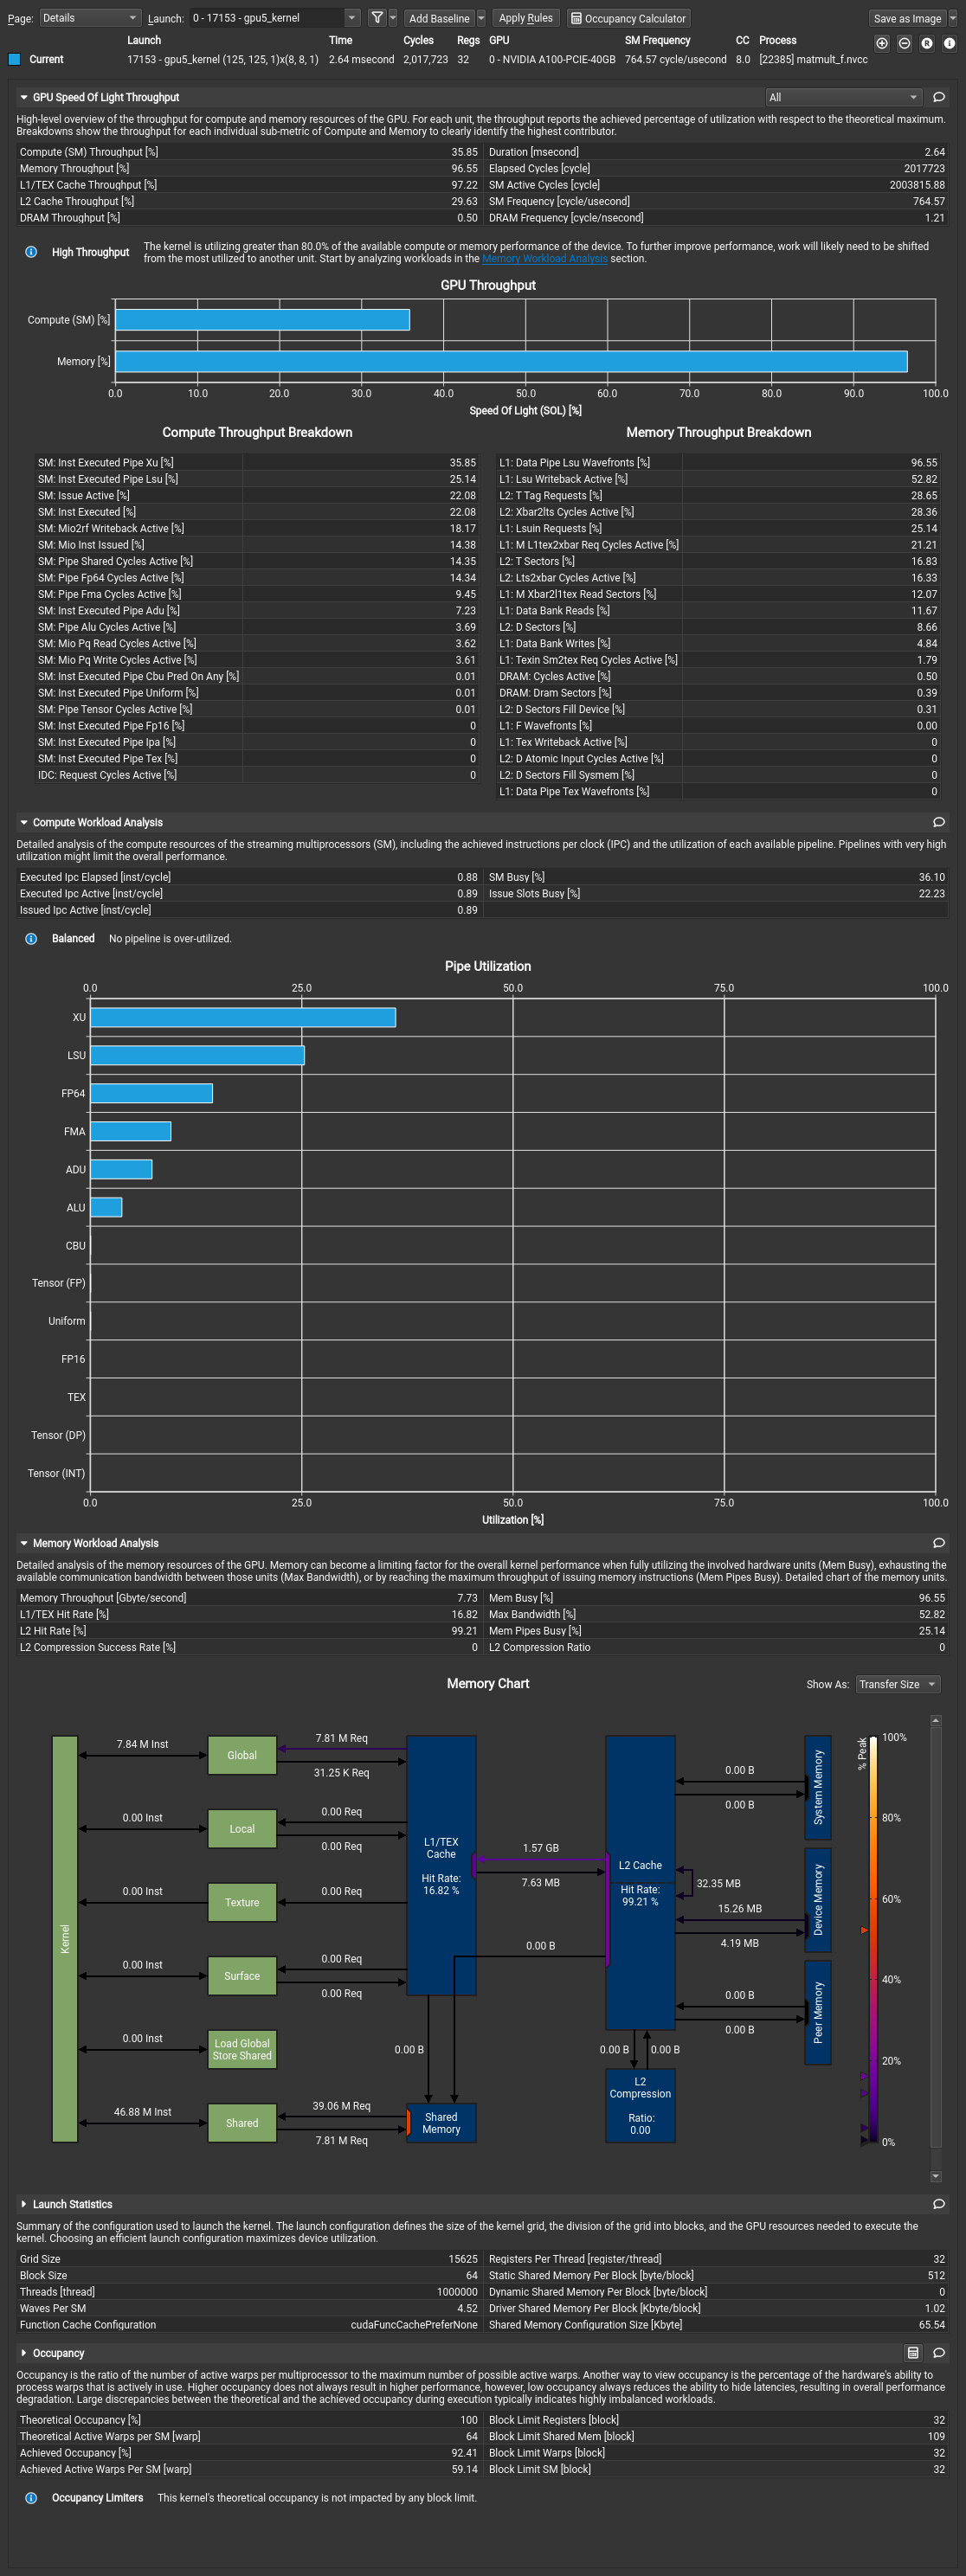 Page: Details Launch: 0 - 17153 - gpu5_kernel Add Baseline Apply Rules Occupancy Calculator Save as Image
Launch Time Cycles Regs GPU SM Frequency CC Process
Current 17153 - gpu5_kernel (125, 125, 1)x(8, 8, 1) 2.64 msecond 2,017,723 32 0 - NVIDIA A100-PCIE-40GB 764.57 cycle/usecond 8.0 [22385] matmult_f.nvcc
GPU Speed Of Light Throughput All
High-level overview of the throughput for compute and memory resources of the GPU. For each unit, the throughput reports the achieved percentage of utilization with respect to the theoretical maximum.
Breakdowns show the throughput for each individual sub-metric of Compute and Memory to clearly identify the highest contributor.
Compute (SM) Throughput [%] 35.85 Duration [msecond] 2.64
Memory Throughput [%] 96.55 Elapsed Cycles [cycle] 2017723
L1/TEX Cache Throughput [%] 97.22 SM Active Cycles [cycle] 2003815.88
L2 Cache Throughput [%] 29.63 SM Frequency [cycle/usecond] 764.57
DRAM Throughput [%] 0.50 DRAM Frequency [cycle/nsecond] 1.21
High Throughput The kernel is utilizing greater than 80.0% of the available compute or memory performance of the device. To further improve performance, work will likely need to be shifted
from the most utilized to another unit. Start by analyzing workloads in the Memory Workload Analysis section.
GPU Throughput
Compute (SM) [%]
Memory [%]
0.0 10.0 20.0 30.0 40.0 50.0 60.0 70.0 80.0 90.0 100.0
Speed Of Light (SOL) [%]
Compute Throughput Breakdown Memory Throughput Breakdown
SM: Inst Executed Pipe Xu [%] 35.85 L1: Data Pipe Lsu Wavefronts [%] 96.55
SM: Inst Executed Pipe Lsu [%] 25.14 L1: Lsu Writeback Active [%] 52.82
SM: Issue Active [%] 22.08 L2: T Tag Requests [%] 28.65
SM: Inst Executed [%] 22.08 L2: Xbar2lts Cycles Active [%] 28.36
SM: Mio2rf Writeback Active [%] 18.17 L1: Lsuin Requests [%] 25.14
SM: Mio Inst Issued [%] 14.38 L1: M L1tex2xbar Req Cycles Active [%] 21.21
SM: Pipe Shared Cycles Active [%] 14.35 L2: T Sectors [%] 16.83
SM: Pipe Fp64 Cycles Active [%] 14.34 L2: Lts2xbar Cycles Active [%] 16.33
SM: Pipe Fma Cycles Active [%] 9.45 L1: M Xbar2l1tex Read Sectors [%] 12.07
SM: Inst Executed Pipe Adu [%] 7.23 L1: Data Bank Reads [%] 11.67
SM: Pipe Alu Cycles Active [%] 3.69 L2: D Sectors [%] 8.66
SM: Mio Pq Read Cycles Active [%] 3.62 L1: Data Bank Writes [%] 4.84
SM: Mio Pq Write Cycles Active [%] 3.61 L1: Texin Sm2tex Req Cycles Active [%] 1.79
SM: Inst Executed Pipe Cbu Pred On Any [%] 0.01 DRAM: Cycles Active [%] 0.50
SM: Inst Executed Pipe Uniform [%] 0.01 DRAM: Dram Sectors [%] 0.39
SM: Pipe Tensor Cycles Active [%] 0.01 L2: D Sectors Fill Device [%] 0.31
SM: Inst Executed Pipe Fp16 [%] 0 L1: F Wavefronts [%] 0.00
SM: Inst Executed Pipe Ipa [%] 0 L1: Tex Writeback Active [%] 0
SM: Inst Executed Pipe Tex [%] 0 L2: D Atomic Input Cycles Active [%] 0
IDC: Request Cycles Active [%] 0 L2: D Sectors Fill Sysmem [%] 0
L1: Data Pipe Tex Wavefronts [%] 0
Compute Workload Analysis
Detailed analysis of the compute resources of the streaming multiprocessors (SM), including the achieved instructions per clock (IPC) and the utilization of each available pipeline. Pipelines with very high
utilization might limit the overall performance.
Executed Ipc Elapsed [inst/cycle] 0.88 SM Busy [%] 36.10
Executed Ipc Active [inst/cycle] 0.89 Issue Slots Busy [%] 22.23
Issued Ipc Active [inst/cycle] 0.89
Balanced No pipeline is over-utilized.
Pipe Utilization
0.0 25.0 50.0 75.0 100.0
XU
LSU
FP64
FMA
ADU
ALU
CBU
Tensor (FP)
Uniform
FP16
TEX
Tensor (DP)
Tensor (INT)
0.0 25.0 50.0 75.0 100.0
Utilization [%]
Memory Workload Analysis
Detailed analysis of the memory resources of the GPU. Memory can become a limiting factor for the overall kernel performance when fully utilizing the involved hardware units (Mem Busy), exhausting the
available communication bandwidth between those units (Max Bandwidth), or by reaching the maximum throughput of issuing memory instructions (Mem Pipes Busy). Detailed chart of the memory units.
Memory Throughput [Gbyte/second] 7.73 Mem Busy [%] 96.55
L1/TEX Hit Rate [%] 16.82 Max Bandwidth [%] 52.82
L2 Hit Rate [%] 99.21 Mem Pipes Busy [%] 25.14
L2 Compression Success Rate [%] 0 L2 Compression Ratio 0
Memory Chart Show As: Transfer Size
Kernel
7.84 M Inst Global 7.81 M Req
31.25 K Req
0.00 Inst Local 0.00 Req
0.00 Req
0.00 Inst Texture 0.00 Req
0.00 Inst Surface 0.00 Req
0.00 Req
0.00 Inst Load Global
Store Shared
46.88 M Inst Shared 39.06 M Req
7.81 M Req
L1/TEX
Cache
Hit Rate:
16.82 %
0.00 B
Shared
Memory
1.57 GB
7.63 MB
0.00 B
L2 Cache
Hit Rate:
99.21 %
32.35 MB
0.00 B 0.00 B
L2
Compression
Ratio:
0.00
0.00 B
0.00 B
System Memory
15.26 MB
4.19 MB
Device Memory
0.00 B
0.00 B
Peer Memory
% Peak
100%
80%
60%
40%
20%
0%
Launch Statistics
Summary of the configuration used to launch the kernel. The launch configuration defines the size of the kernel grid, the division of the grid into blocks, and the GPU resources needed to execute the
kernel. Choosing an efficient launch configuration maximizes device utilization.
Grid Size 15625 Registers Per Thread [register/thread] 32
Block Size 64 Static Shared Memory Per Block [byte/block] 512
Threads [thread] 1000000 Dynamic Shared Memory Per Block [byte/block] 0
Waves Per SM 4.52 Driver Shared Memory Per Block [Kbyte/block] 1.02
Function Cache Configuration cudaFuncCachePreferNone Shared Memory Configuration Size [Kbyte] 65.54
Occupancy
Occupancy is the ratio of the number of active warps per multiprocessor to the maximum number of possible active warps. Another way to view occupancy is the percentage of the hardware's ability to
process warps that is actively in use. Higher occupancy does not always result in higher performance, however, low occupancy always reduces the ability to hide latencies, resulting in overall performance
degradation. Large discrepancies between the theoretical and the achieved occupancy during execution typically indicates highly imbalanced workloads.
Theoretical Occupancy [%] 100 Block Limit Registers [block] 32
Theoretical Active Warps per SM [warp] 64 Block Limit Shared Mem [block] 109
Achieved Occupancy [%] 92.41 Block Limit Warps [block] 32
Achieved Active Warps Per SM [warp] 59.14 Block Limit SM [block] 32
Occupancy Limiters This kernel's theoretical occupancy is not impacted by any block limit.